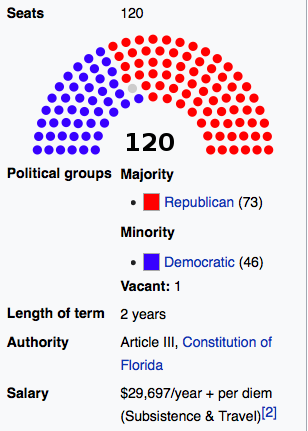 Seats 120
120
Political groups Majority
• Republican (73)
Minority
• Democratic (46)
Vacant: 1
Length of term 2 years
Authority Article III, Constitution of
Florida
Salary $29,697/year + per diem
(Subsistence & Travel)[2]